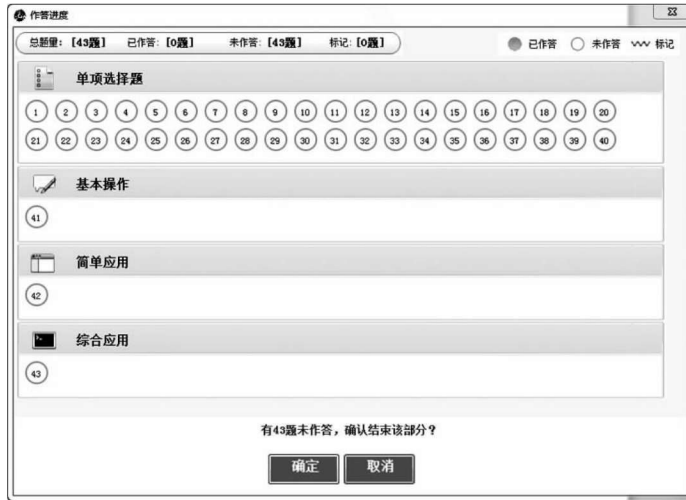 作答进度
总题量: [43题] 已作答: [0题] 未作答: [43题] 标记: [0题] 已作答 未作答 标记
单项选择题
1 2 3 4 5 6 7 8 9 10 11 12 13 14 15 16 17 18 19 20
21 22 23 24 25 26 27 28 29 30 31 32 33 34 35 36 37 38 39 40
基本操作
41
简单应用
42
综合应用
43
有43题未作答，确认结束该部分?
确定 取消